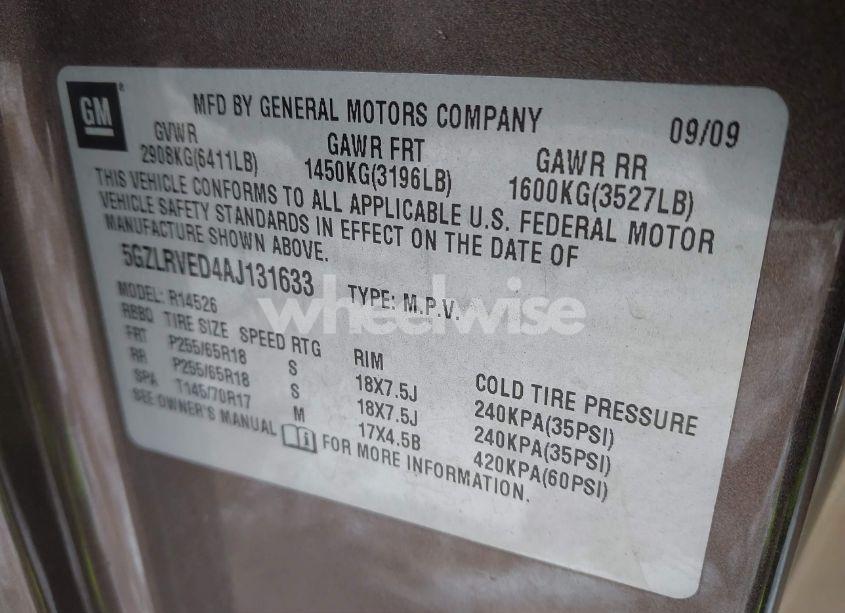 GM
MFD BY GENERAL MOTORS COMPANY 09/09
GVWR GAWR FRT GAWR RR
2908KG(6411LB) 1450KG(3196LB) 1600KG(3527LB)
THIS VEHICLE CONFORMS TO ALL APPLICABLE U.S. FEDERAL MOTOR
VEHICLE SAFETY STANDARDS IN EFFECT ON THE DATE OF
MANUFACTURE SHOWN ABOVE.
5GZLRVED4AJ131633 TYPE: M.P.V.
wheelwise
MODEL: R14526
RBBO TIRE SIZE SPEED RTG RIM COLD TIRE PRESSURE
FRT P255/65R18 S 18X7.5J 240KPA(35PSI)
RR P255/65R18 S 18X7.5J 240KPA(35PSI)
SPA T145/70R17 M 17X4.5B 420KPA(60PSI)
SEE OWNER'S MANUAL FOR MORE INFORMATION.